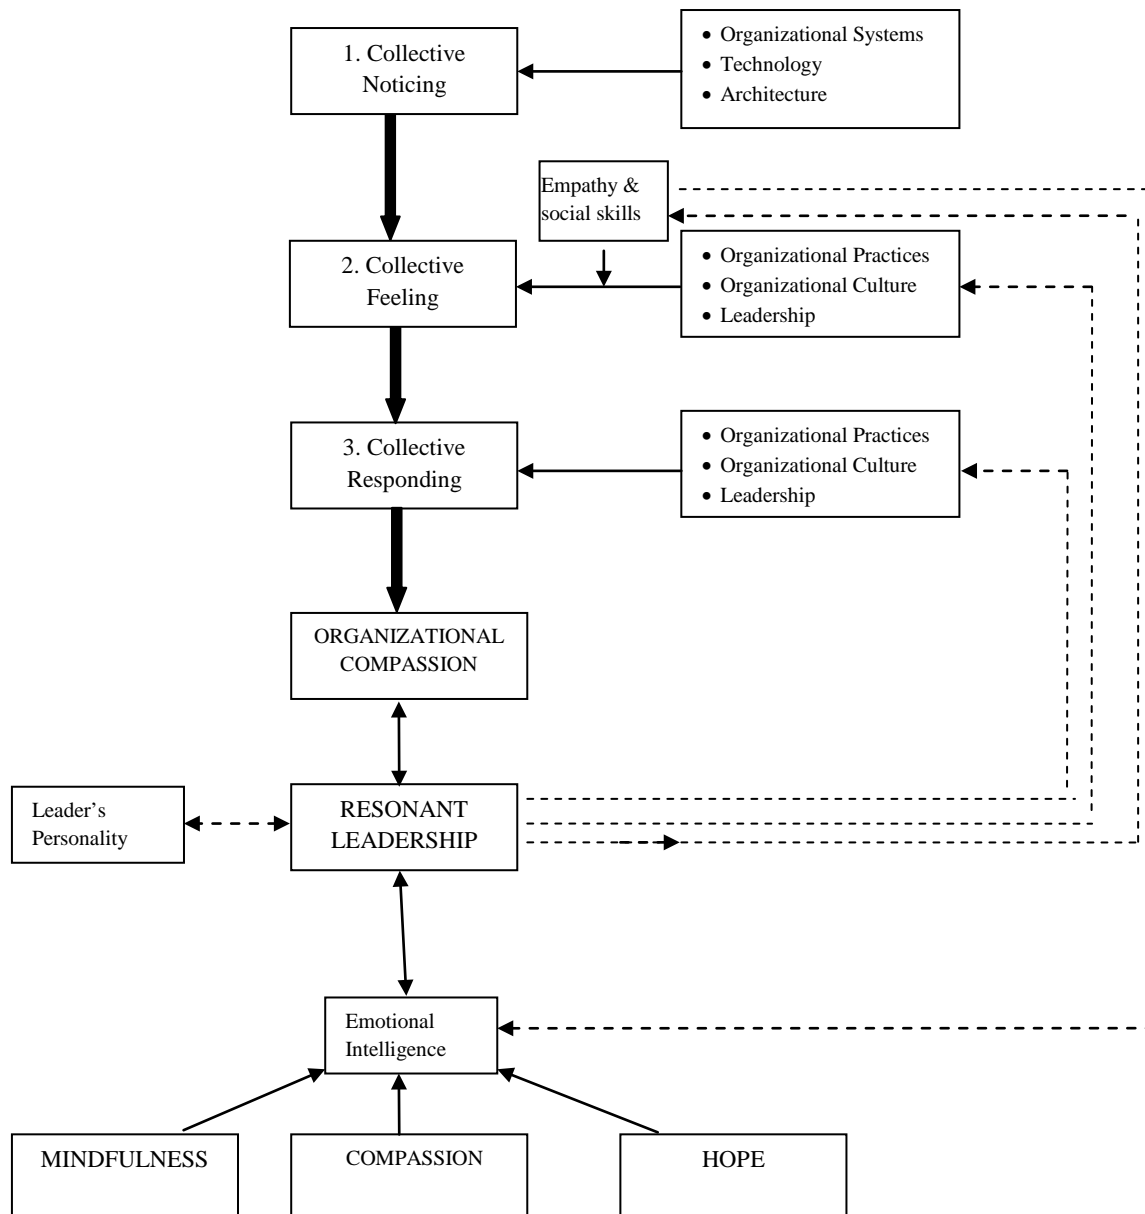 1. Collective
Noticing
• Organizational Systems
• Technology
• Architecture
Empathy &
social skills
2. Collective
Feeling
• Organizational Practices
• Organizational Culture
• Leadership
3. Collective
Responding
• Organizational Practices
• Organizational Culture
• Leadership
ORGANIZATIONAL
COMPASSION
Leader’s
Personality
RESONANT
LEADERSHIP
Emotional
Intelligence
MINDFULNESS
COMPASSION
HOPE